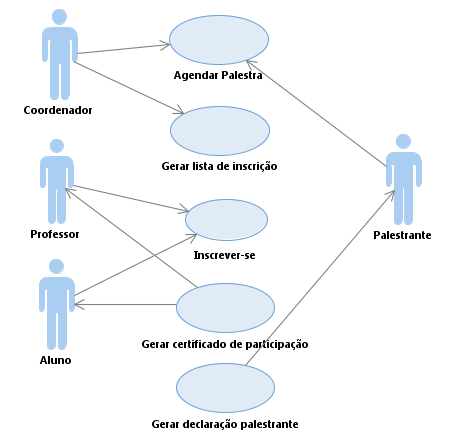 Agendar Palestra
Coordenador
Gerar lista de inscrição
Professor
Palestrante
Inscrever-se
Gerar certificado de participação
Aluno
Gerar declaração palestrante